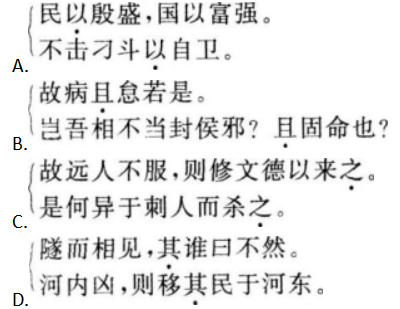 民以殷盛，国以富强。
不击刁斗以自卫。
A.
故病且怠若是。
岂吾相不当封侯邪？且固命也？
B.
故远人不服，则修文德以来之。
是何异于刺人而杀之。
C.
隧而相见，其谁曰不然。
河内凶，则移其民于河东。
D.